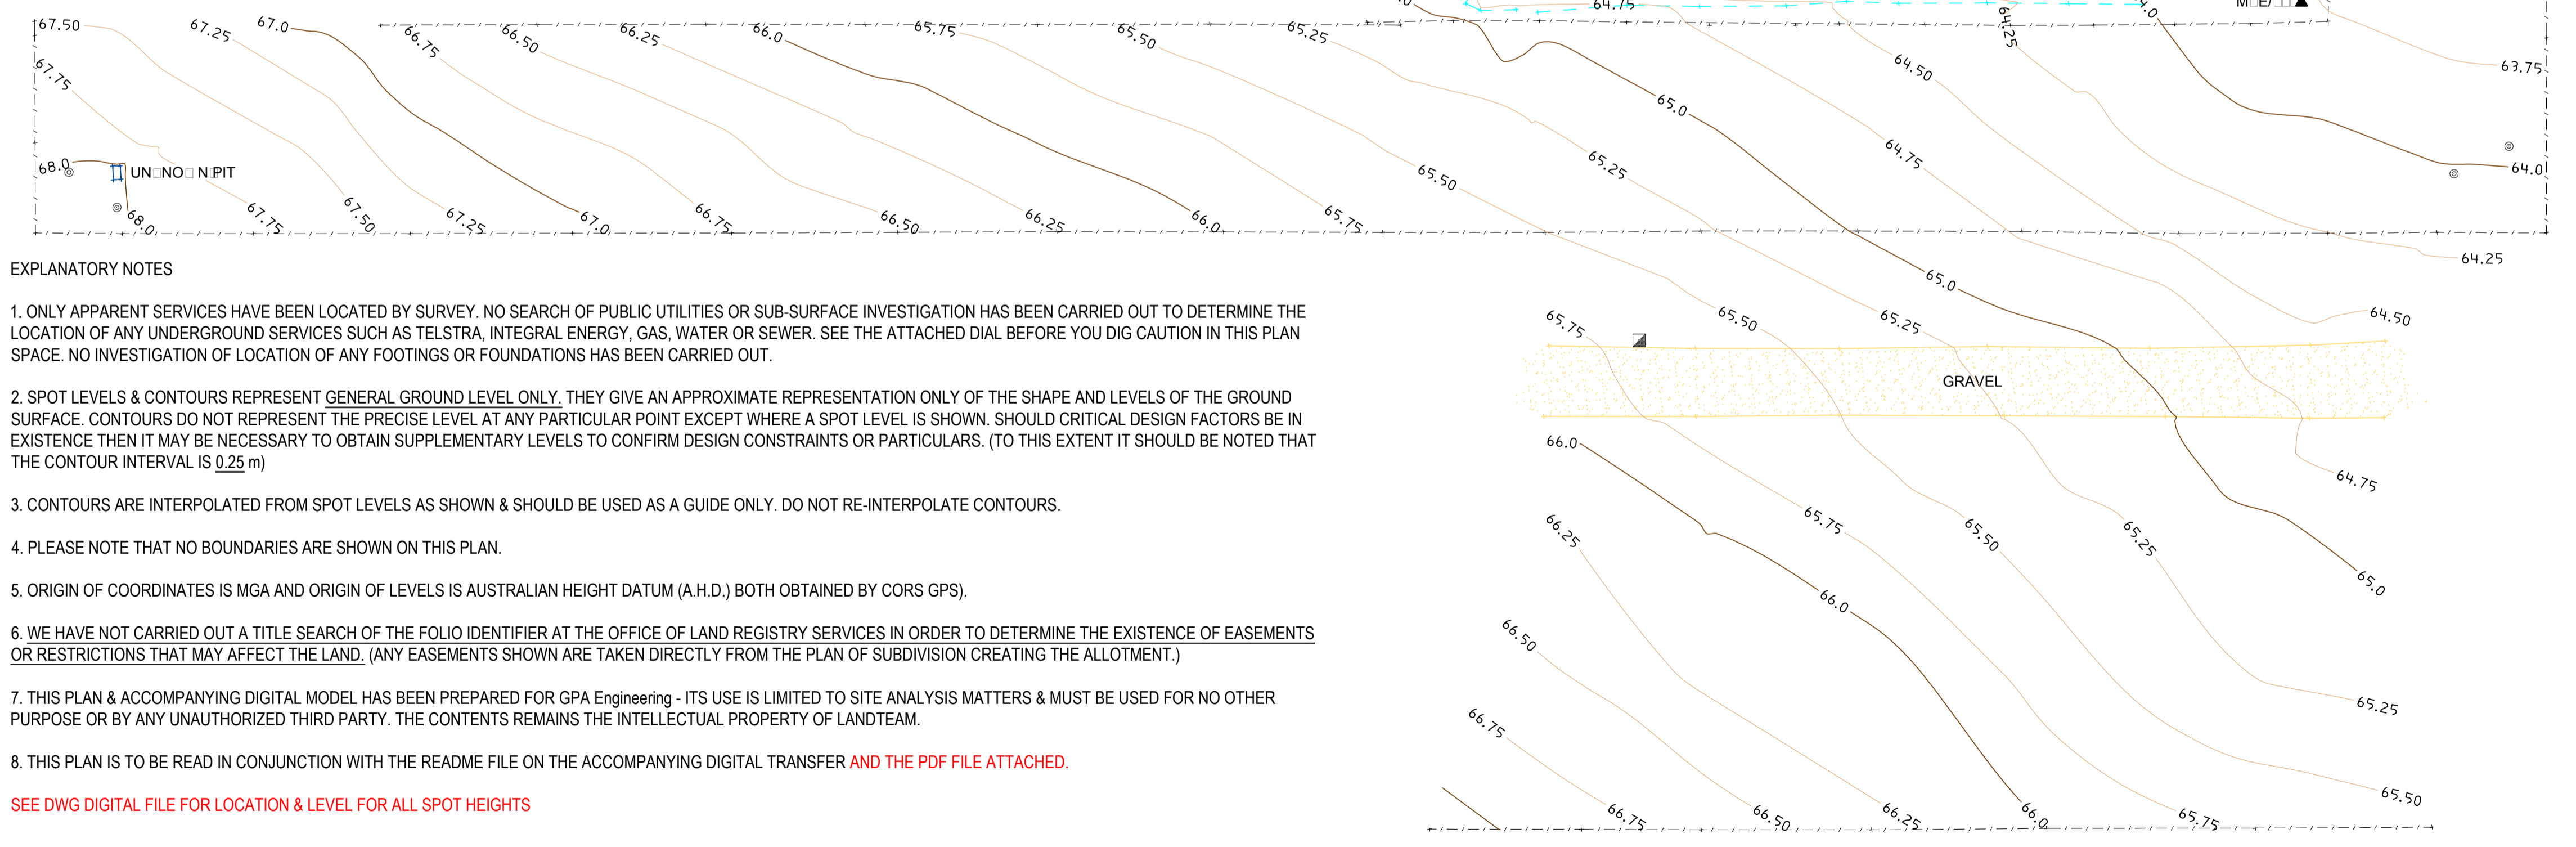 64.75
64.25
67.50
67.25
67.0
66.75
66.50
66.25
66.0
65.75
65.50
65.25
65.0
64.50
63.75
67.75
68.0
PIT
68.0
67.75
67.50
67.25
67.0
66.75
66.50
66.25
66.0
65.75
65.50
65.25
64.75
64.0
64.25
EXPLANATORY NOTES
1. ONLY APPARENT SERVICES HAVE BEEN LOCATED BY SURVEY. NO SEARCH OF PUBLIC UTILITIES OR SUB-SURFACE INVESTIGATION HAS BEEN CARRIED OUT TO DETERMINE THE
LOCATION OF ANY UNDERGROUND SERVICES SUCH AS TELSTRA, INTEGRAL ENERGY, GAS, WATER OR SEWER. SEE THE ATTACHED DIAL BEFORE YOU DIG CAUTION IN THIS PLAN
SPACE. NO INVESTIGATION OF LOCATION OF ANY FOOTINGS OR FOUNDATIONS HAS BEEN CARRIED OUT.
2. SPOT LEVELS & CONTOURS REPRESENT GENERAL GROUND LEVEL ONLY. THEY GIVE AN APPROXIMATE REPRESENTATION ONLY OF THE SHAPE AND LEVELS OF THE GROUND
SURFACE. CONTOURS DO NOT REPRESENT THE PRECISE LEVEL AT ANY PARTICULAR POINT EXCEPT WHERE A SPOT LEVEL IS SHOWN. SHOULD CRITICAL DESIGN FACTORS BE IN
EXISTENCE THEN IT MAY BE NECESSARY TO OBTAIN SUPPLEMENTARY LEVELS TO CONFIRM DESIGN CONSTRAINTS OR PARTICULARS. (TO THIS EXTENT IT SHOULD BE NOTED THAT
THE CONTOUR INTERVAL IS 0.25 m)
3. CONTOURS ARE INTERPOLATED FROM SPOT LEVELS AS SHOWN & SHOULD BE USED AS A GUIDE ONLY. DO NOT RE-INTERPOLATE CONTOURS.
4. PLEASE NOTE THAT NO BOUNDARIES ARE SHOWN ON THIS PLAN.
5. ORIGIN OF COORDINATES IS MGA AND ORIGIN OF LEVELS IS AUSTRALIAN HEIGHT DATUM (A.H.D.) BOTH OBTAINED BY CORS GPS).
6. WE HAVE NOT CARRIED OUT A TITLE SEARCH OF THE FOLIO IDENTIFIER AT THE OFFICE OF LAND REGISTRY SERVICES IN ORDER TO DETERMINE THE EXISTENCE OF EASEMENTS
OR RESTRICTIONS THAT MAY AFFECT THE LAND. (ANY EASEMENTS SHOWN ARE TAKEN DIRECTLY FROM THE PLAN OF SUBDIVISION CREATING THE ALLOTMENT.)
7. THIS PLAN & ACCOMPANYING DIGITAL MODEL HAS BEEN PREPARED FOR GPA Engineering - ITS USE IS LIMITED TO SITE ANALYSIS MATTERS & MUST BE USED FOR NO OTHER
PURPOSE OR BY ANY UNAUTHORIZED THIRD PARTY. THE CONTENTS REMAINS THE INTELLECTUAL PROPERTY OF LANDTEAM.
8. THIS PLAN IS TO BE READ IN CONJUNCTION WITH THE README FILE ON THE ACCOMPANYING DIGITAL TRANSFER AND THE PDF FILE ATTACHED.
SEE DWG DIGITAL FILE FOR LOCATION & LEVEL FOR ALL SPOT HEIGHTS
65.0
65.75
65.50
65.25
64.50
GRAVEL
66.0
64.75
66.25
65.75
65.50
65.25
65.0
66.0
66.50
65.25
66.75
65.50
66.75
66.50
66.25
66.0
65.75